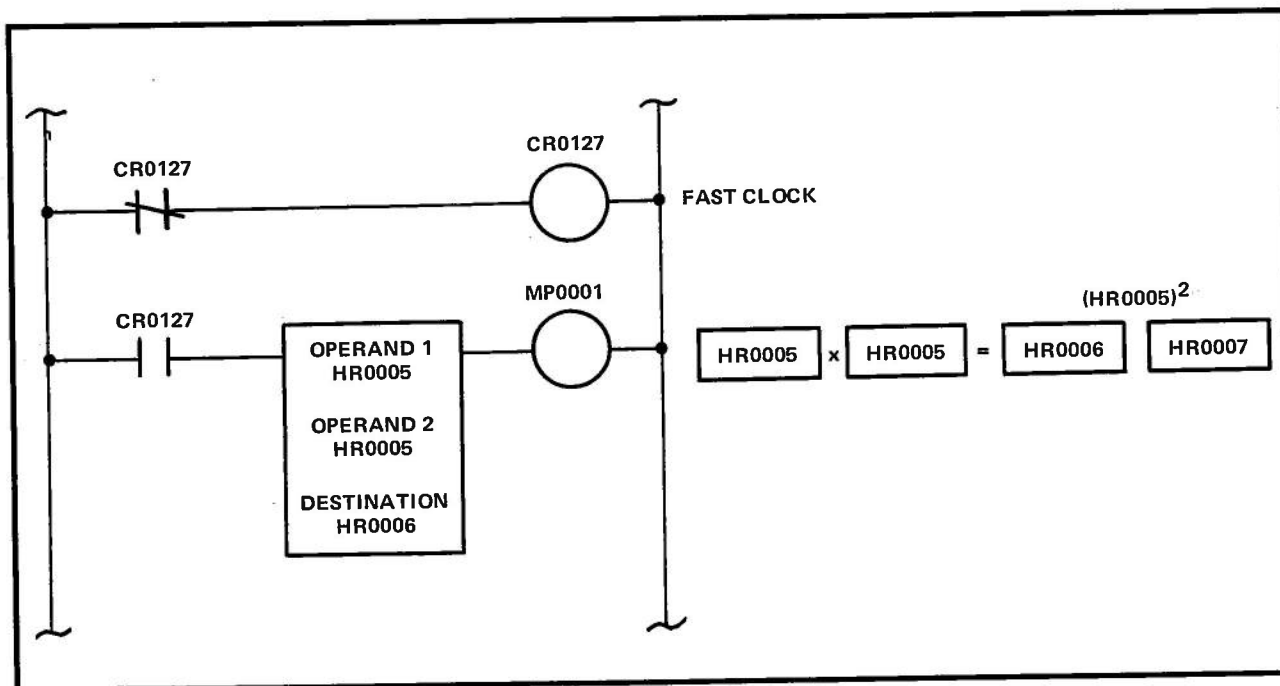 CR0127
CR0127
FAST CLOCK
CR0127
MP0001
OPERAND 1
HR0005
OPERAND 2
HR0005
DESTINATION
HR0006
(HR0005)2
HR0005 x HR0005 = HR0006 HR0007